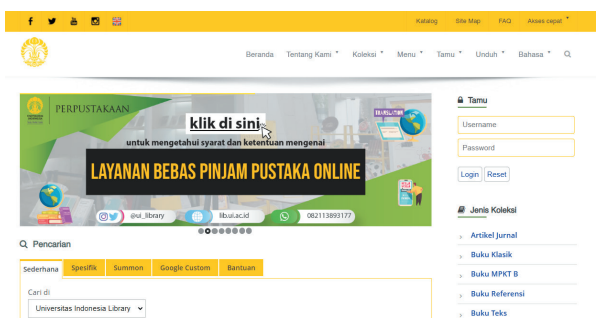 Katalog Site Map FAQ Akses cepat
Beranda Tentang Kami Koleksi Menu Tamu Unduh Bahasa
PERPUSTAKAAN
klik di sini
untuk mengetahui syarat dan ketentuan mengenai
LAYANAN BEBAS PINJAM PUSTAKA ONLINE
@ui_library lib.ui.ac.id 082113893177
Pencarian
Sederhana Spesifik Summon Google Custom Bantuan
Cari di
Universitas Indonesia Library
Tamu
Username
Password
Login Reset
Jenis Koleksi
Artikel Jurnal
Buku Klasik
Buku MPKT B
Buku Referensi
Buku Teks